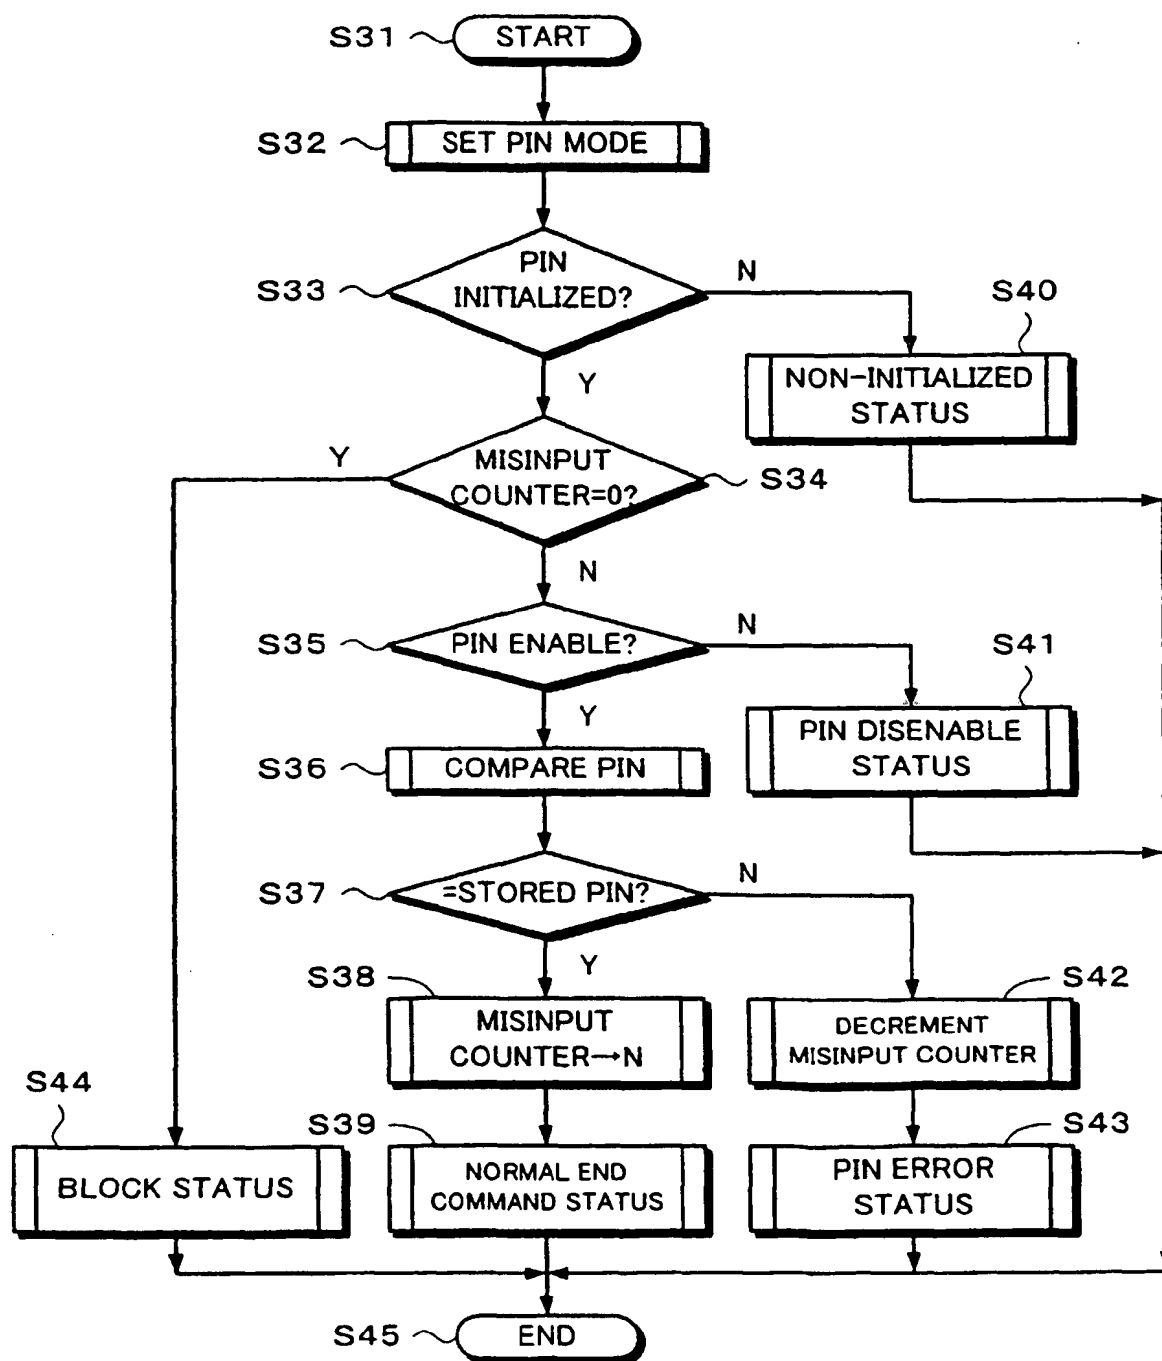 S31
START
S32
SET PIN MODE
S33
PIN
INITIALIZED?
N
Y
S40
NON-INITIALIZED
STATUS
Y
MISINPUT
COUNTER=0?
S34
N
S35
PIN ENABLE?
N
Y
S41
PIN DISENABLE
STATUS
S36
COMPARE PIN
S37
=STORED PIN?
N
Y
S38
MISINPUT
COUNTER→N
S42
DECREMENT
MISINPUT COUNTER
S44
BLOCK STATUS
S39
NORMAL END
COMMAND STATUS
S43
PIN ERROR
STATUS
S45
END